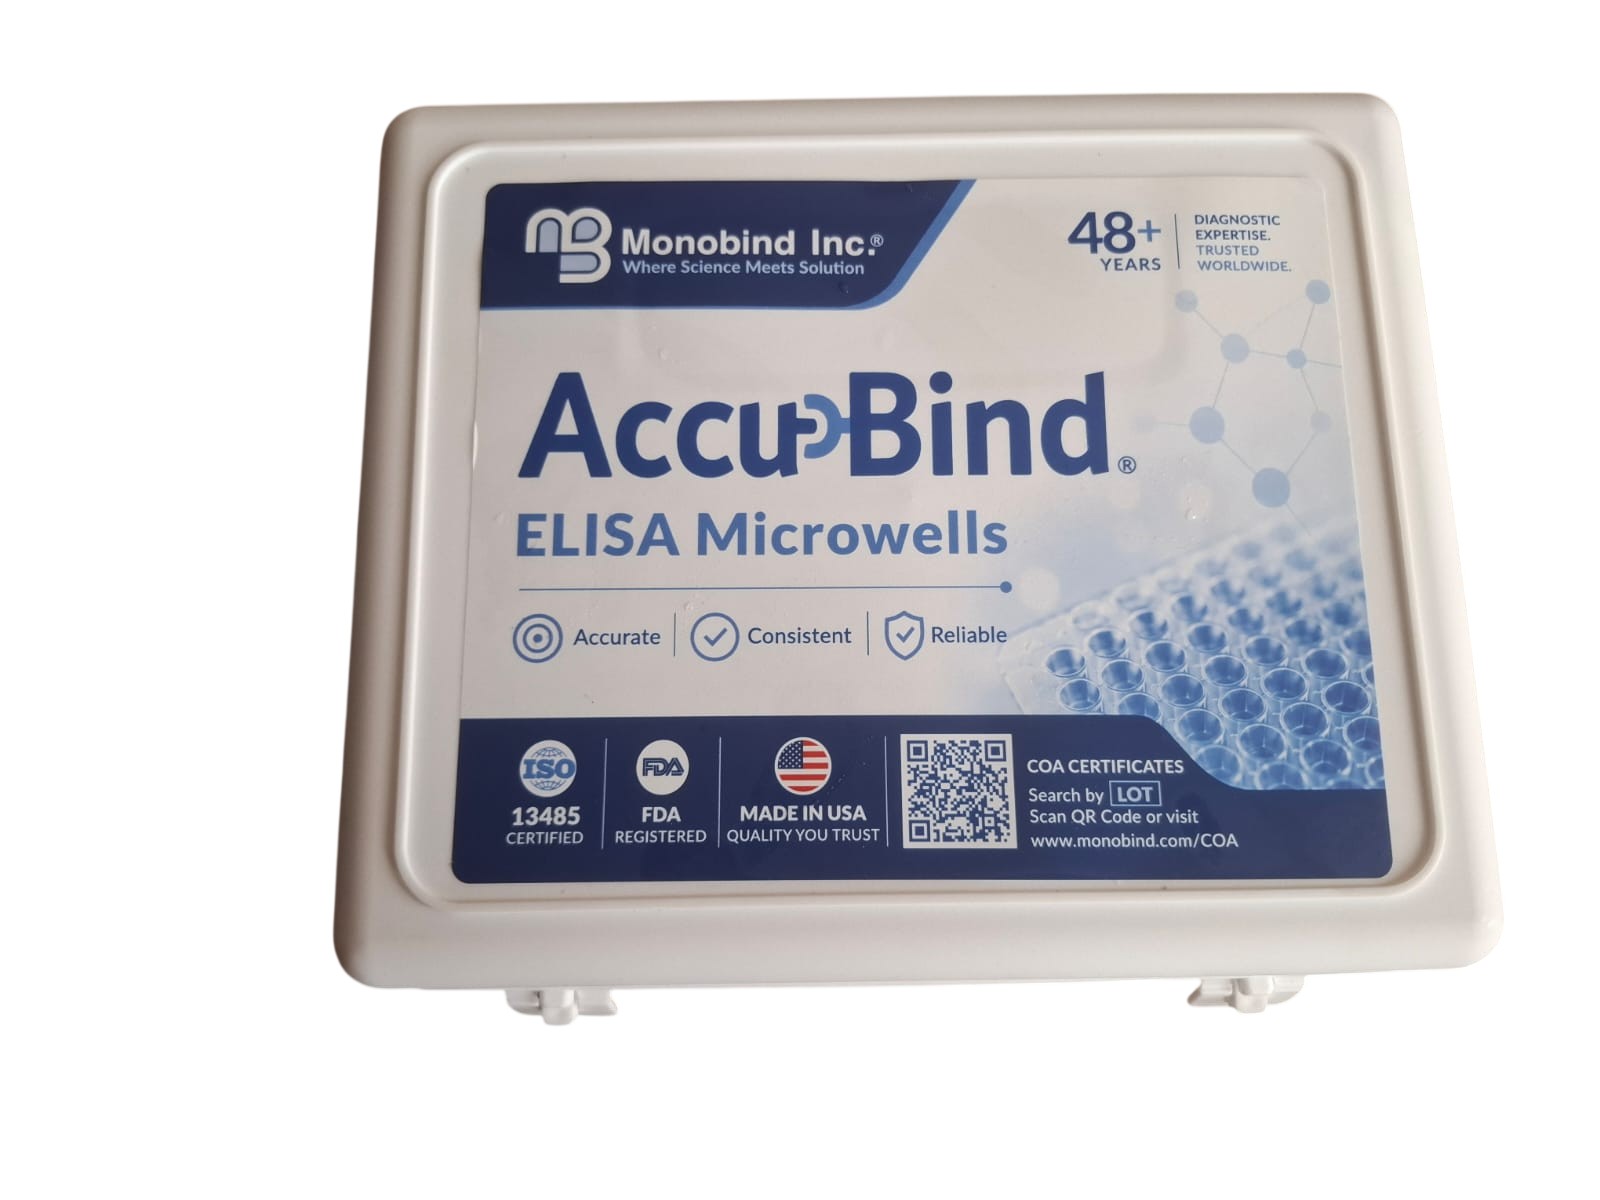 Monobind Inc.®
Where Science Meets Solution
48+
YEARS
DIAGNOSTIC
EXPERTISE.
TRUSTED
WORLDWIDE.
AccuBind®
ELISA Microwells
Accurate
Consistent
Reliable
ISO
13485
CERTIFIED
FDA
FDA
REGISTERED
MADE IN USA
QUALITY YOU TRUST
COA CERTIFICATES
Search by LOT
Scan QR Code or visit
www.monobind.com/COA